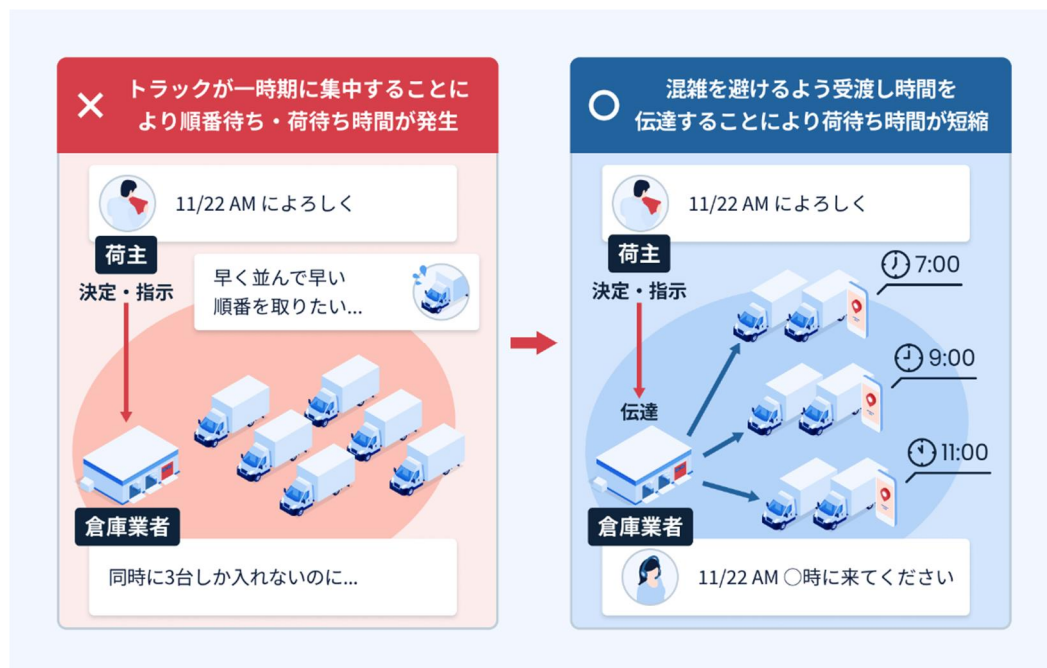 トラックが一時期に集中することに
より順番待ち・荷待ち時間が発生
11/22 AM によろしく
荷主
決定・指示
早く並んで早い
順番を取りたい...
倉庫業者
同時に3台しか入れないのに...
混雑を避けるよう受渡し時間を
伝達することにより荷待ち時間が短縮
11/22 AM によろしく
荷主
決定・指示
伝達
7:00
9:00
11:00
倉庫業者
11/22 AM ○時に来てください